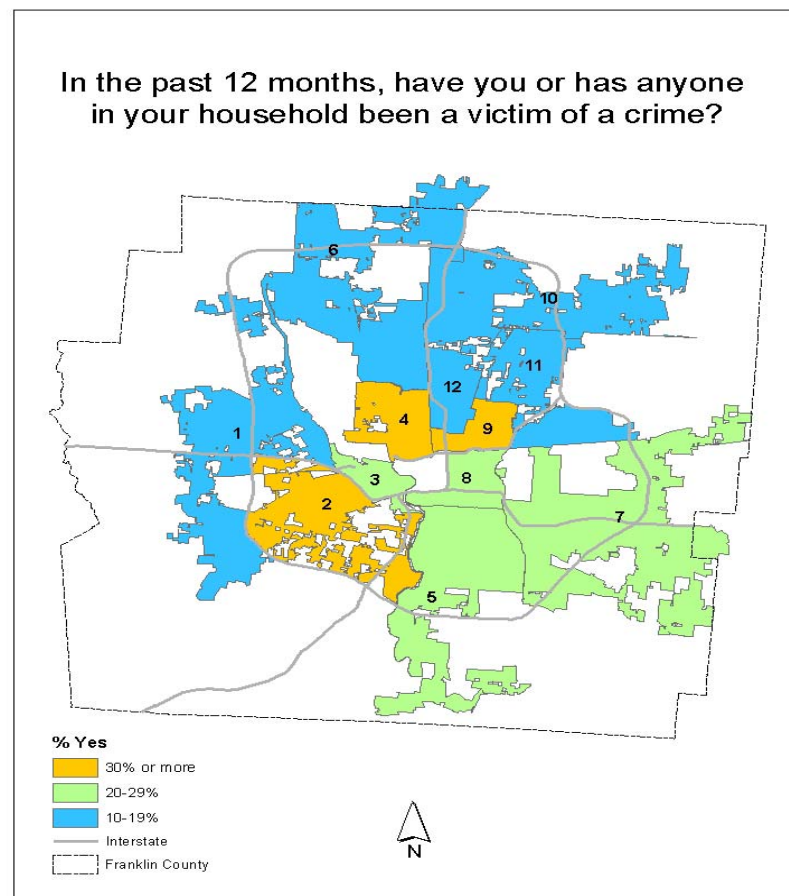 In the past 12 months, have you or has anyone
in your household been a victim of a crime?
6
10
11
12
4
9
1
3
8
2
7
5
% Yes
30% or more
20-29%
10-19%
Interstate
Franklin County
N